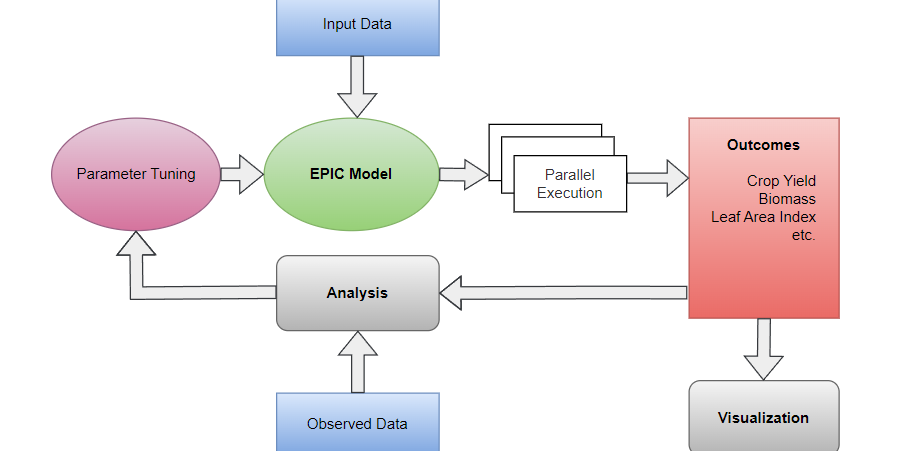 Input Data
Parameter Tuning
EPIC Model
Parallel
Execution
Outcomes
Crop Yield
Biomass
Leaf Area Index
etc.
Analysis
Observed Data
Visualization